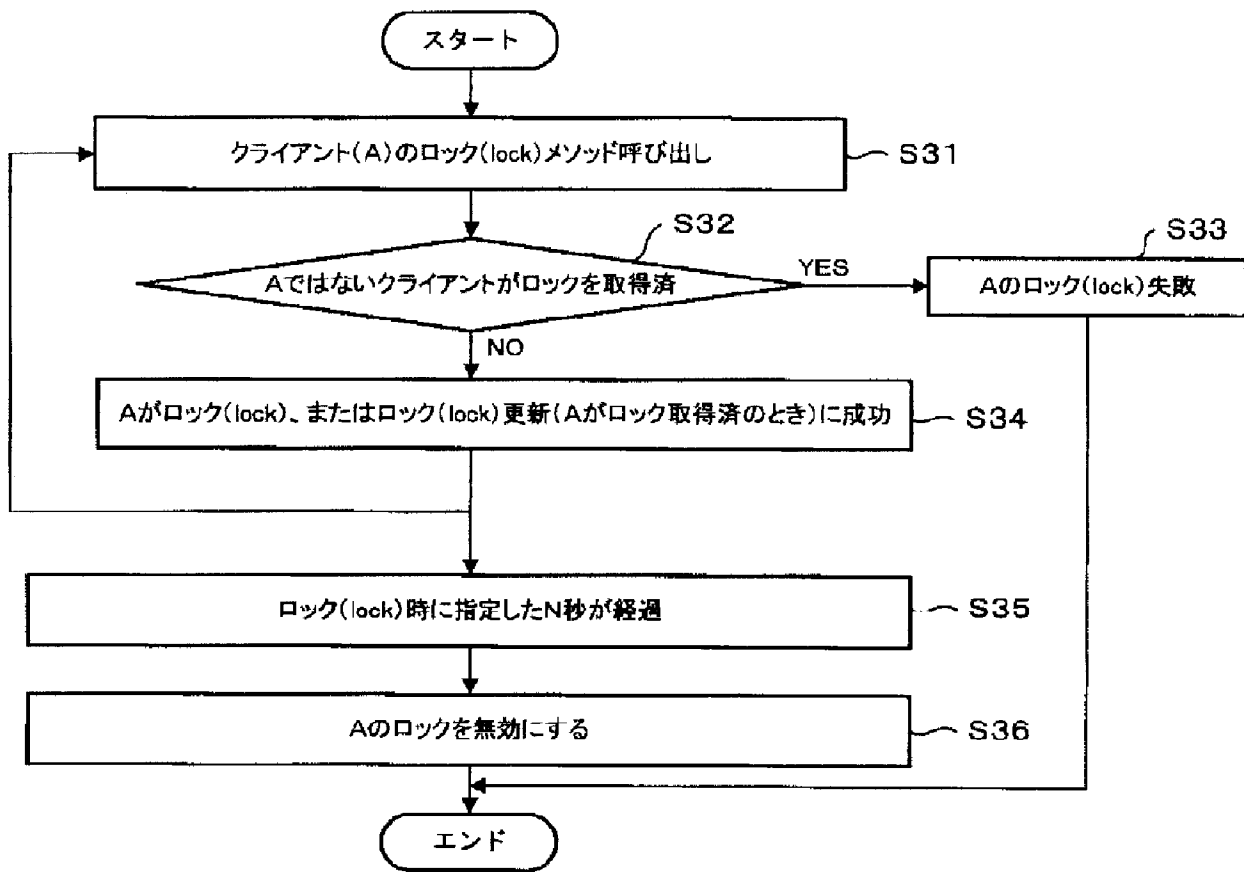 スタート
クライアント(A)のロック(lock)メソッド呼び出し
S31
S32
Aではないクライアントがロックを取得済
YES
S33
Aのロック(lock)失敗
NO
Aがロック(lock)、またはロック(lock)更新(Aがロック取得済のとき)に成功
S34
ロック(lock)時に指定したN秒が経過
S35
Aのロックを無効にする
S36
エンド